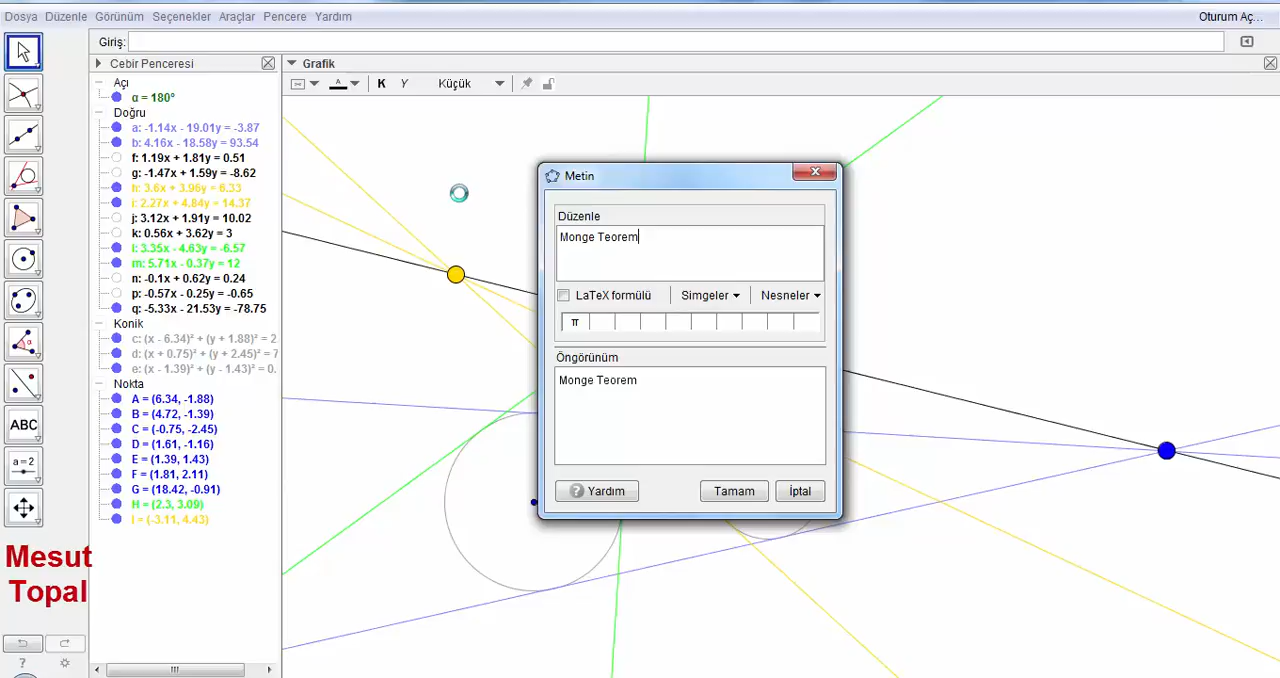 Dosya Düzenle Görünüm Seçenekler Araçlar Pencere Yardım Oturum Aç...
Giriş:
Cebir Penceresi
Grafik
K Y Küçük
Açı
α = 180°
Doğru
a: -1.14x - 19.01y = -3.87
b: 4.16x - 18.58y = 93.54
f: 1.19x + 1.81y = 0.51
g: -1.47x + 1.59y = -8.62
h: 3.6x + 3.96y = 6.33
i: 2.27x + 4.84y = 14.37
j: 3.12x + 1.91y = 10.02
k: 0.56x + 3.62y = 3
l: 3.35x - 4.63y = -6.57
m: 5.71x - 0.37y = 12
n: -0.1x + 0.62y = 0.24
p: -0.57x - 0.25y = -0.65
q: -5.33x - 21.53y = -78.75
Konik
c: (x - 6.34)² + (y + 1.88)² = 2
d: (x + 0.75)² + (y + 2.45)² = 7
e: (x - 1.39)² + (y - 1.43)² = 0.
Nokta
A = (6.34, -1.88)
B = (4.72, -1.39)
C = (-0.75, -2.45)
D = (1.61, -1.16)
E = (1.39, 1.43)
F = (1.81, 2.11)
G = (18.42, -0.91)
H = (2.3, 3.09)
I = (-3.11, 4.43)
ABC
a=2
Mesut
Topal
?
Metin
Düzenle
Monge Teorem
LaTeX formülü Simgeler Nesneler
π
Öngörünüm
Monge Teorem
? Yardım Tamam İptal